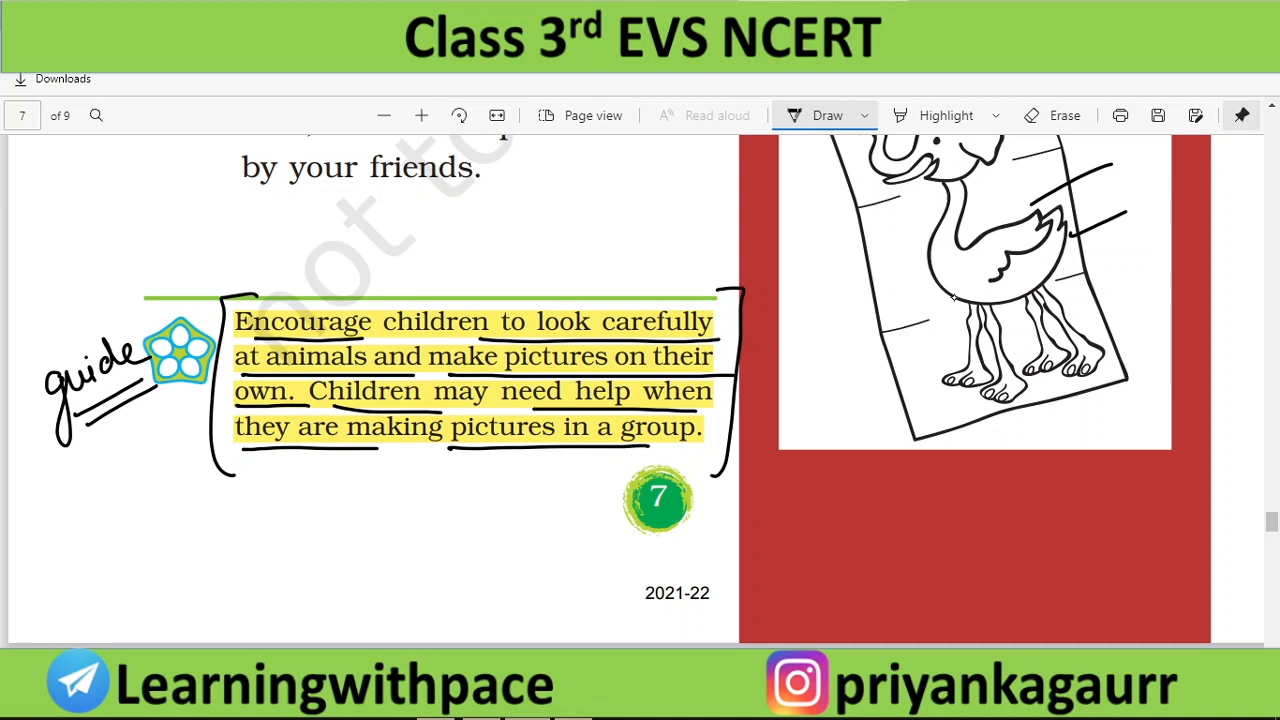 Class 3rd EVS NCERT
Downloads
7 of 9 Page view Read aloud Draw Highlight Erase
by your friends.
not to
guide
Encourage children to look carefully
at animals and make pictures on their
own. Children may need help when
they are making pictures in a group.
7
2021-22
Learningwithpace priyankagaurr